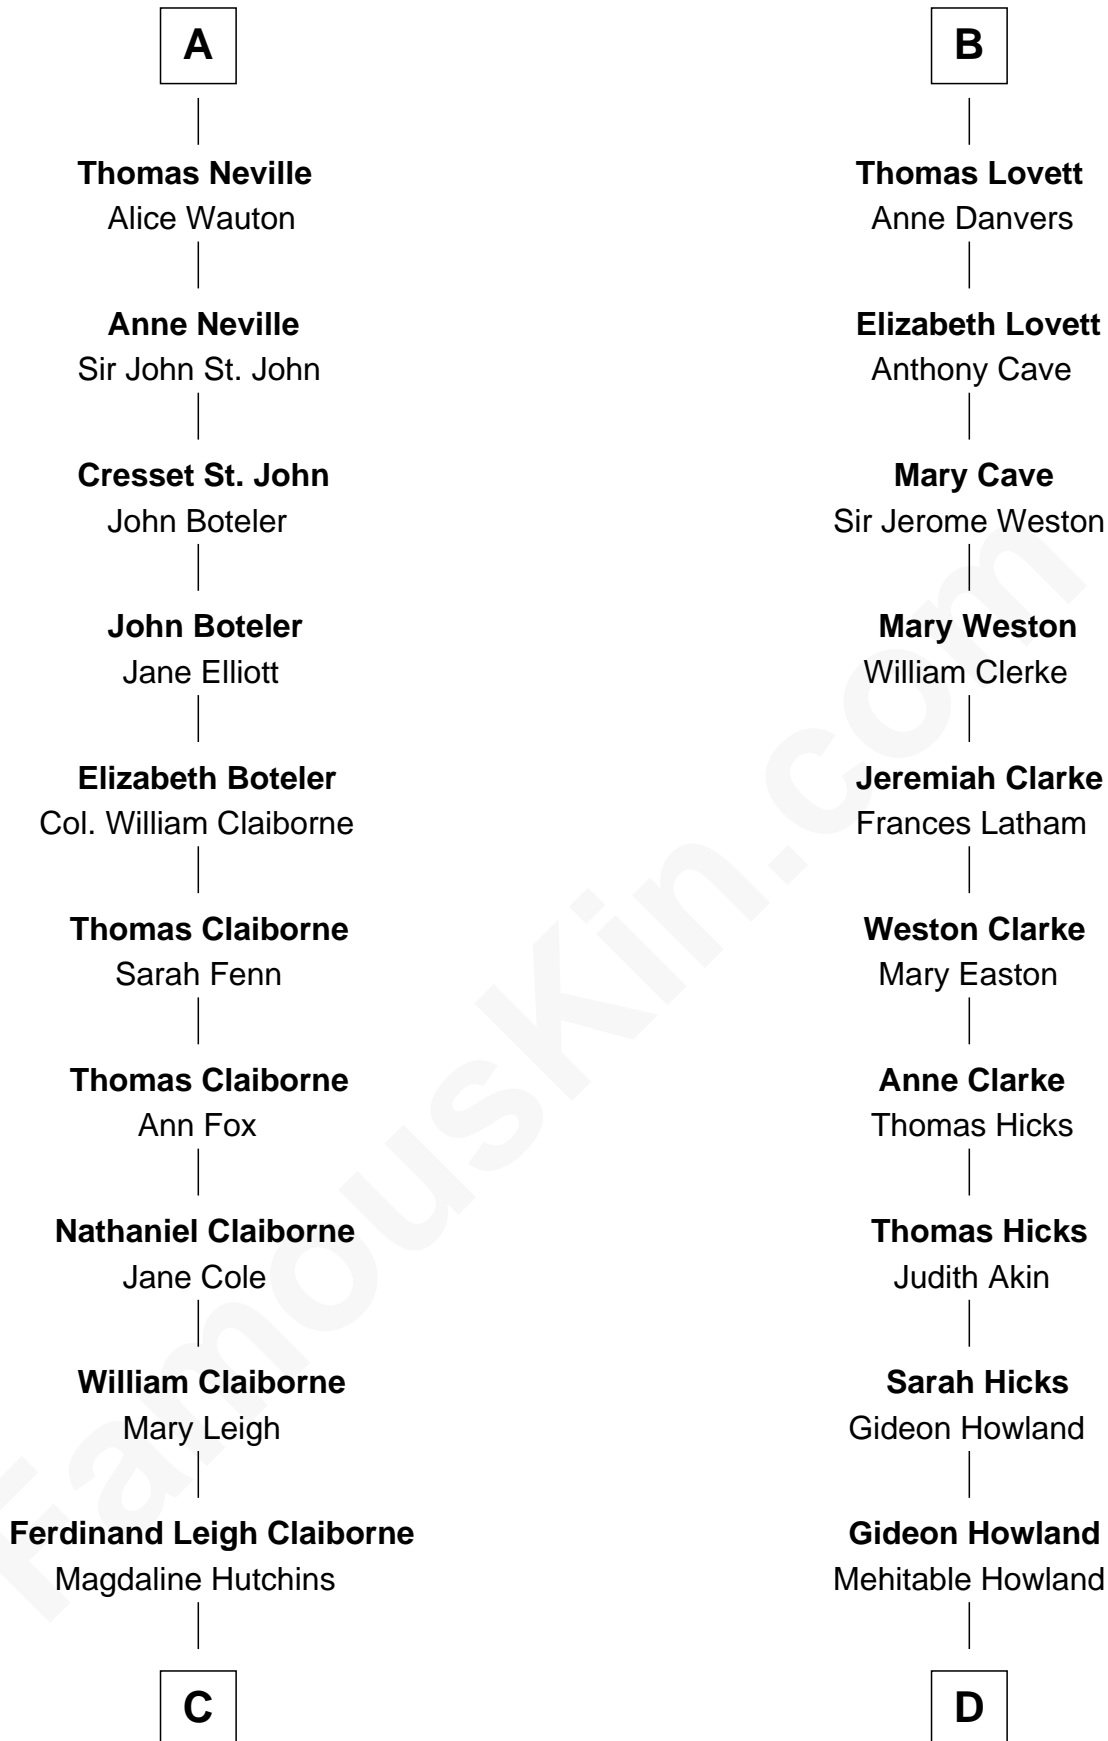 A
Thomas Neville
Alice Wauton
Anne Neville
Sir John St. John
Cresset St. John
John Boteler
John Boteler
Jane Elliott
Elizabeth Boteler
Col. William Claiborne
Thomas Claiborne
Sarah Fenn
Thomas Claiborne
Ann Fox
Nathaniel Claiborne
Jane Cole
William Claiborne
Mary Leigh
Ferdinand Leigh Claiborne
Magdaline Hutchins
C
B
Thomas Lovett
Anne Danvers
Elizabeth Lovett
Anthony Cave
Mary Cave
Sir Jerome Weston
Mary Weston
William Clerke
Jeremiah Clarke
Frances Latham
Weston Clarke
Mary Easton
Anne Clarke
Thomas Hicks
Thomas Hicks
Judith Akin
Sarah Hicks
Gideon Howland
Gideon Howland
Mehitable Howland
D
FamousKin.com